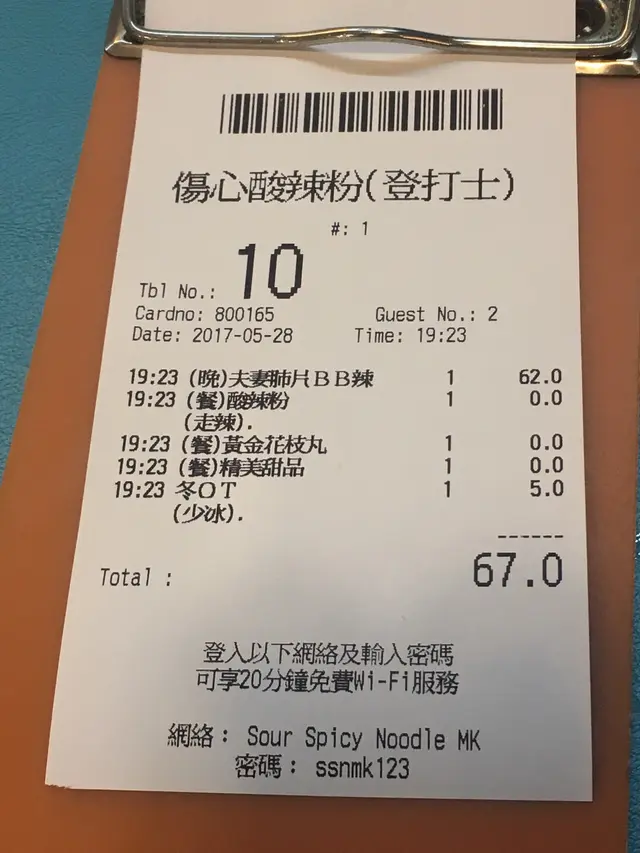 傷心酸辣粉(登打士)
#: 1
Tbl No.: 10
Cardno: 800165 Guest No.: 2
Date: 2017-05-28 Time: 19:23
19:23 (晚)夫妻肺片BB辣 1 62.0
19:23 (餐)酸辣粉 1 0.0
(走辣).
19:23 (餐)黃金花枝丸 1 0.0
19:23 (餐)精美甜品 1 0.0
19:23 冬OT 1 5.0
(少冰).
------
Total : 67.0
登入以下網絡及輸入密碼
可享20分鐘免費Wi-Fi服務
網絡: Sour Spicy Noodle MK
密碼: ssnmk123